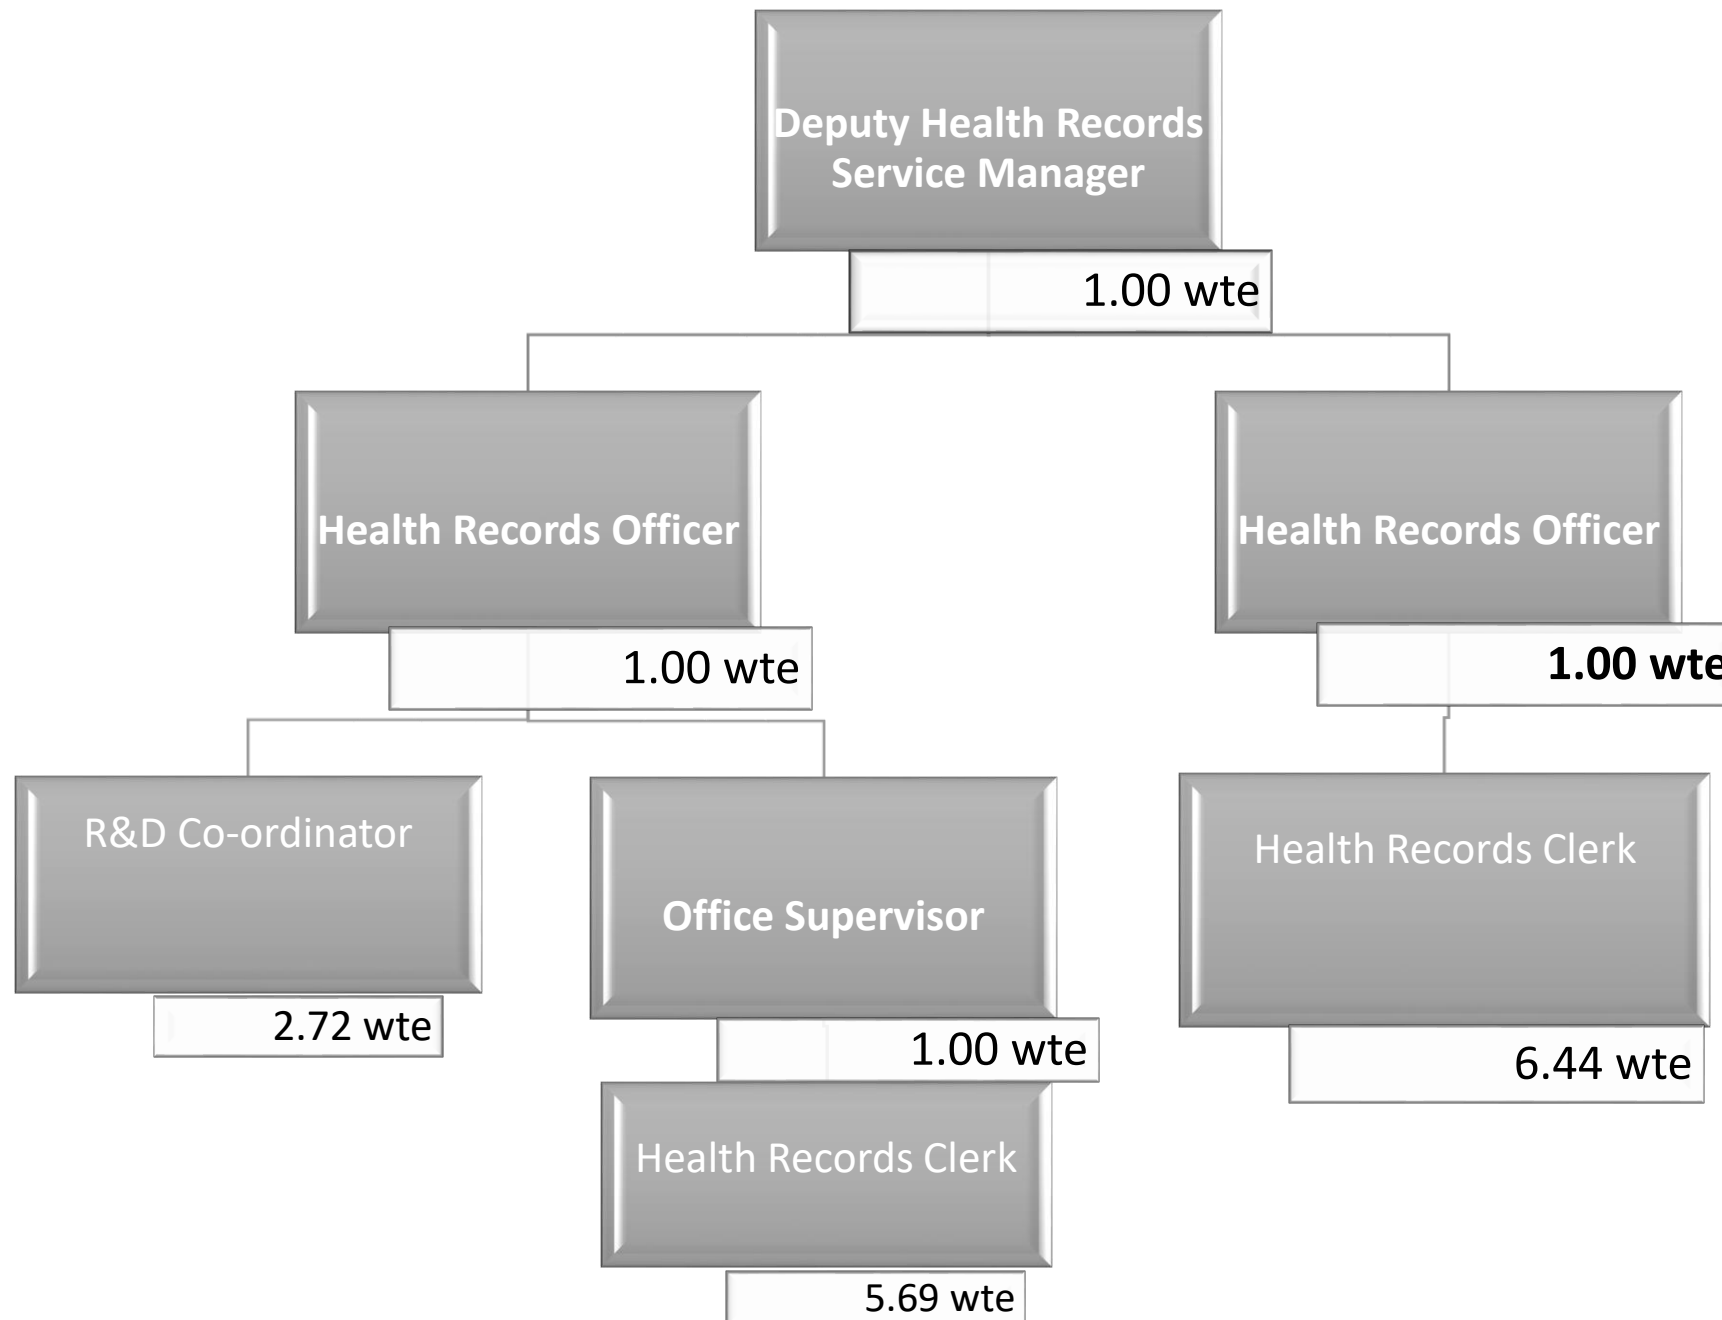 Deputy Health Records
Service Manager
1.00 wte
Health Records Officer
1.00 wte
Health Records Officer
1.00 wte
R&D Co-ordinator
2.72 wte
Office Supervisor
1.00 wte
Health Records Clerk
5.69 wte
Health Records Clerk
6.44 wte